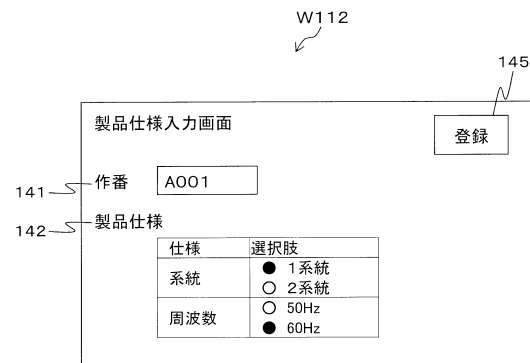 W112
145
製品仕様入力画面
登録
141
作番
A001
142
製品仕様
仕様 選択肢
系統
1系統
2系統
周波数
50Hz
60Hz